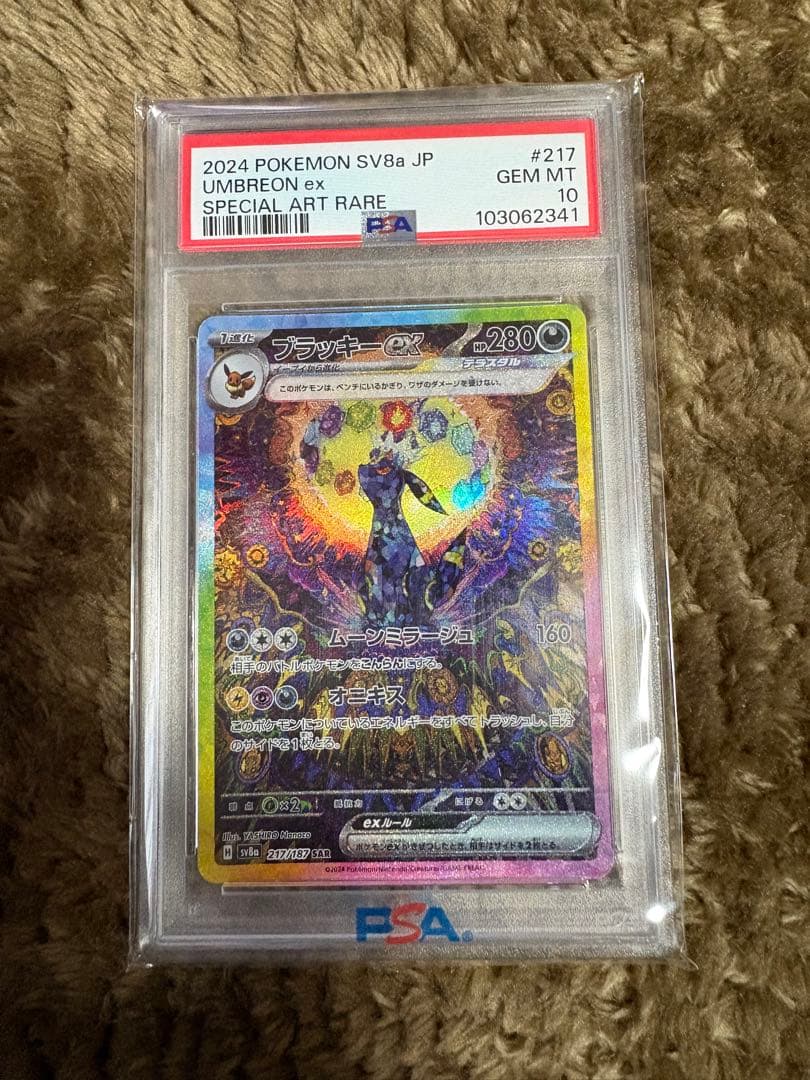 2024 POKEMON SV8a JP #217
UMBREON ex GEM MT
SPECIAL ART RARE 10
PSA 103062341
1進化 ブラッキーex HP280
イーブイから進化 テラスタル
このポケモンは、ベンチにいるかぎり、ワザのダメージを受けない。
ムーンミラージュ 160
相手のバトルポケモンをこんらんにする。
オニキス
このポケモンについているエネルギーをすべてトラッシュし、自分
のサイドを1枚とる。
弱点 ×2 抵抗力 にげる
exルール
ポケモンexがきぜつしたとき、相手はサイドを2枚とる。
Illus. YASHIRO Nanaco
H sv8a 217/187 SAR
©2024 Pokémon/Nintendo/Creatures/GAME FREAK
PSA®